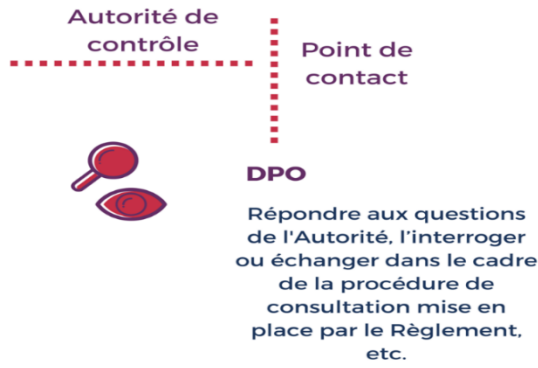 Autorité de
contrôle
Point de
contact
DPO
Répondre aux questions
de l'Autorité, l’interroger
ou échanger dans le cadre
de la procédure de
consultation mise en
place par le Règlement,
etc.